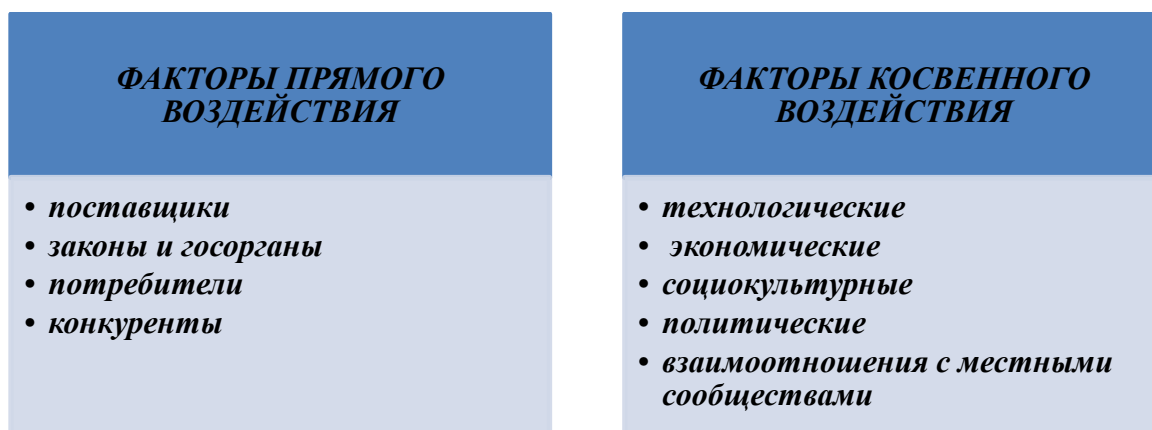 ФАКТОРЫ ПРЯМОГО
ВОЗДЕЙСТВИЯ
• поставщики
• законы и госорганы
• потребители
• конкуренты
ФАКТОРЫ КОСВЕННОГО
ВОЗДЕЙСТВИЯ
• технологические
• экономические
• социокультурные
• политические
• взаимоотношения с местными
сообществами